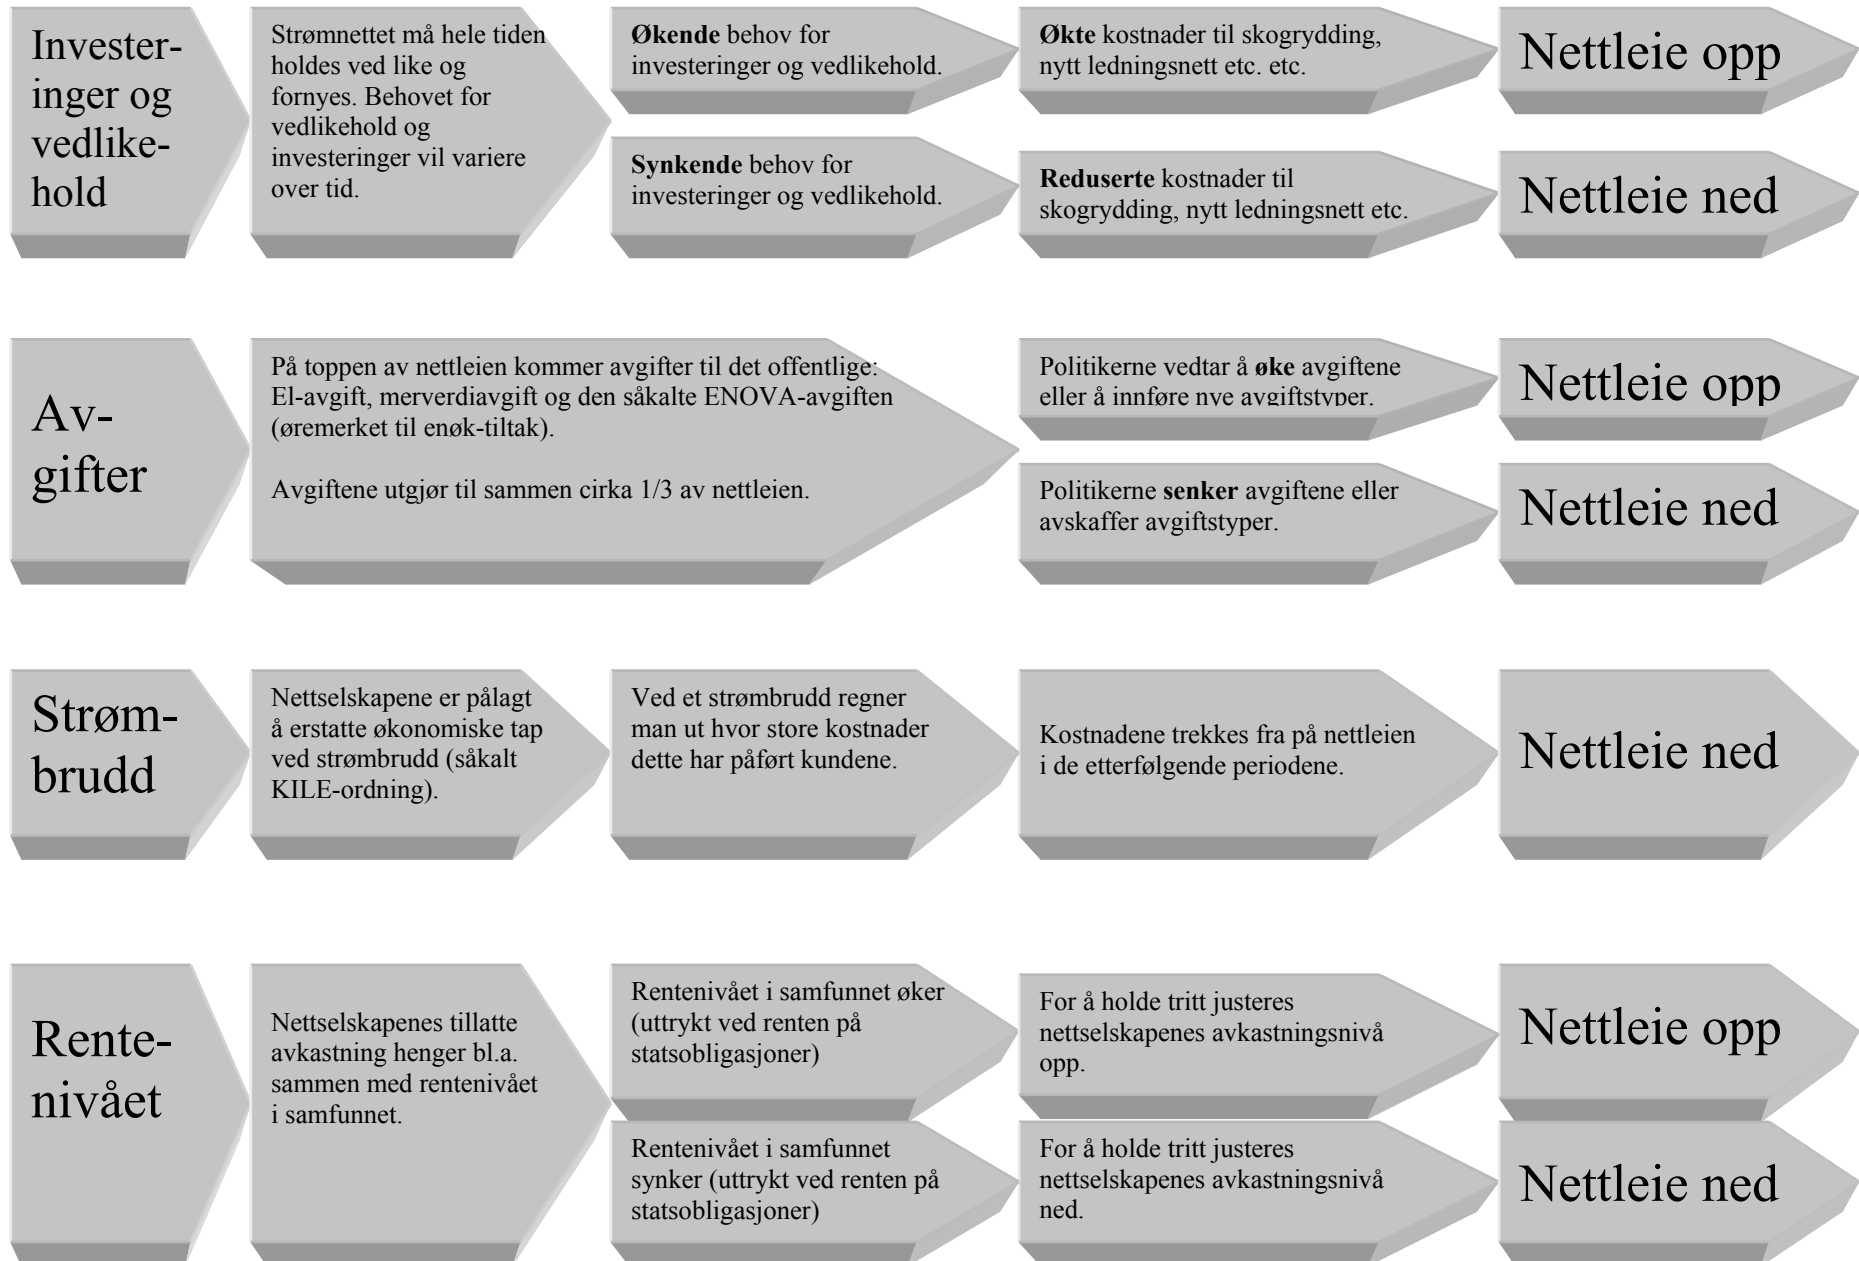 Invester-
inger og
vedlike-
hold
Strømnettet må hele tiden
holdes ved like og
fornyes. Behovet for
vedlikehold og
investeringer vil variere
over tid.
Økende behov for
investeringer og vedlikehold.
Økte kostnader til skogrydding,
nytt ledningsnett etc. etc.
Nettleie opp
Synkende behov for
investeringer og vedlikehold.
Reduserte kostnader til
skogrydding, nytt ledningsnett etc.
Nettleie ned
Av-
gifter
På toppen av nettleien kommer avgifter til det offentlige:
El-avgift, merverdiavgift og den såkalte ENOVA-avgiften
(øremerket til enøk-tiltak).
Avgiftene utgjør til sammen cirka 1/3 av nettleien.
Politikerne vedtar å øke avgiftene
eller å innføre nye avgiftstyper.
Nettleie opp
Politikerne senker avgiftene eller
avskaffer avgiftstyper.
Nettleie ned
Strøm-
brudd
Nettselskapene er pålagt
å erstatte økonomiske tap
ved strømbrudd (såkalt
KILE-ordning).
Ved et strømbrudd regner
man ut hvor store kostnader
dette har påført kundene.
Kostnadene trekkes fra på nettleien
i de etterfølgende periodene.
Nettleie ned
Rente-
nivået
Nettselskapenes tillatte
avkastning henger bl.a.
sammen med rentenivået
i samfunnet.
Rentenivået i samfunnet øker
(uttrykt ved renten på
statsobligasjoner)
For å holde tritt justeres
nettselskapenes avkastningsnivå
opp.
Nettleie opp
Rentenivået i samfunnet
synker (uttrykt ved renten på
statsobligasjoner)
For å holde tritt justeres
nettselskapenes avkastningsnivå
ned.
Nettleie ned